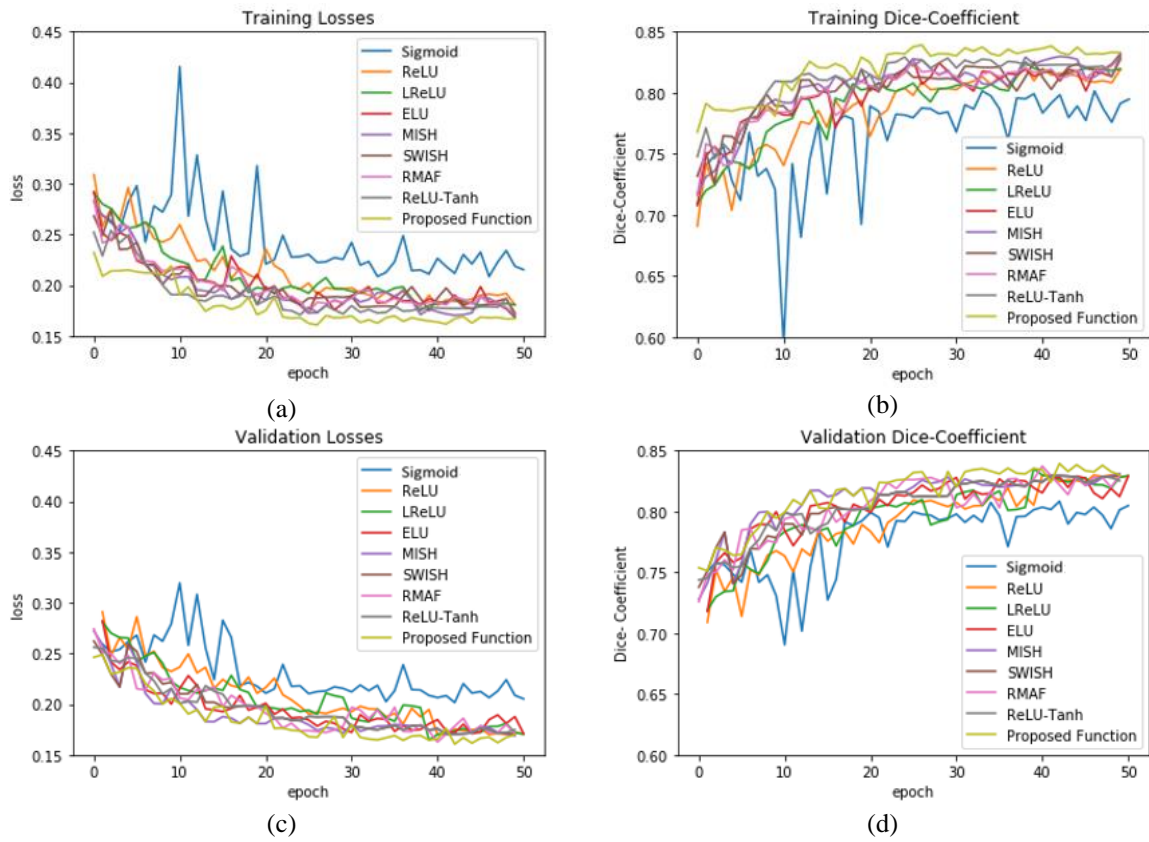 Training Losses
0.45
0.40
0.35
0.30
0.25
0.20
0.15
loss
0
10
20
30
40
50
epoch
Sigmoid
ReLU
LReLU
ELU
MISH
SWISH
RMAF
ReLU-Tanh
Proposed Function
(a)
Training Dice-Coefficient
0.85
0.80
0.75
0.70
0.65
0.60
Dice-Coefficient
0
10
20
30
40
50
epoch
Sigmoid
ReLU
LReLU
ELU
MISH
SWISH
RMAF
ReLU-Tanh
Proposed Function
(b)
Validation Losses
0.45
0.40
0.35
0.30
0.25
0.20
0.15
loss
0
10
20
30
40
50
epoch
Sigmoid
ReLU
LReLU
ELU
MISH
SWISH
RMAF
ReLU-Tanh
Proposed Function
(c)
Validation Dice-Coefficient
0.85
0.80
0.75
0.70
0.65
0.60
Dice- Coefficient
0
10
20
30
40
50
epoch
Sigmoid
ReLU
LReLU
ELU
MISH
SWISH
RMAF
ReLU-Tanh
Proposed Function
(d)